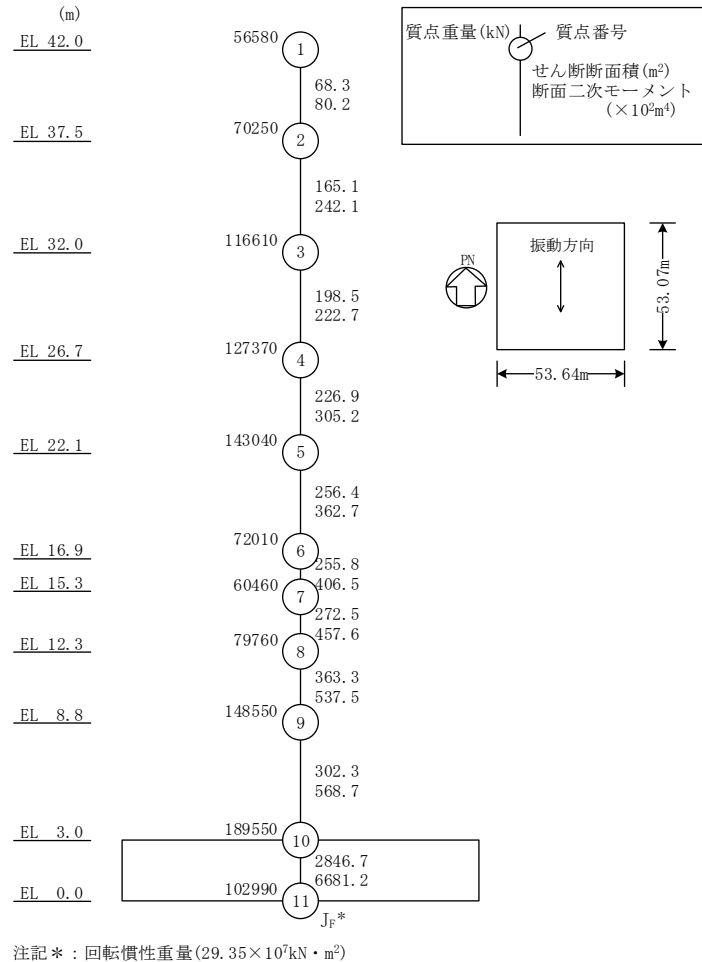 (m)
EL 42.0
56580
1
68.3
80.2
EL 37.5
70250
2
165.1
242.1
EL 32.0
116610
3
198.5
222.7
EL 26.7
127370
4
226.9
305.2
EL 22.1
143040
5
256.4
362.7
EL 16.9
72010
6
255.8
406.5
EL 15.3
60460
7
272.5
457.6
EL 12.3
79760
8
363.3
537.5
EL 8.8
148550
9
302.3
568.7
EL 3.0
189550
10
2846.7
6681.2
EL 0.0
102990
11
J_F*
質点重量(kN)
質点番号
せん断断面積(m²)
断面二次モーメント
(×10²m⁴)
PN
振動方向
53.07m
53.64m
注記*:回転慣性重量(29.35×10⁷kN・m²)